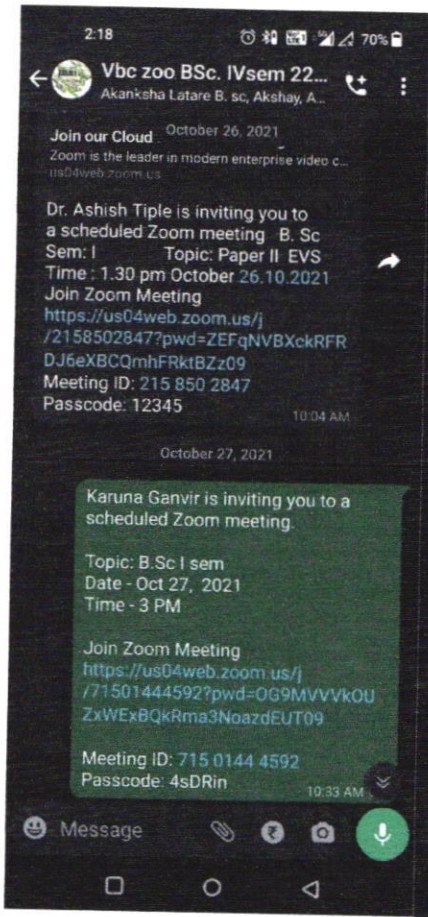 2:18 70%
Vbc zoo BSc. IVsem 22...
Akanksha Latare B. sc, Akshay, A...
October 26, 2021
Join our Cloud
Zoom is the leader in modern enterprise video c...
us04web.zoom.us
Dr. Ashish Tiple is inviting you to
a scheduled Zoom meeting B. Sc
Sem: I Topic: Paper II EVS
Time : 1.30 pm October 26.10.2021
Join Zoom Meeting
https://us04web.zoom.us/j
/2158502847?pwd=ZEFqNVBXckRFR
DJ6eXBCQmhFRktBZz09
Meeting ID: 215 850 2847
Passcode: 12345
10:04 AM
October 27, 2021
Karuna Ganvir is inviting you to a
scheduled Zoom meeting.
Topic: B.Sc I sem
Date - Oct 27, 2021
Time - 3 PM
Join Zoom Meeting
https://us04web.zoom.us/j
/71501444592?pwd=OG9MVVVkOU
ZxWExBQkRma3NoazdEUT09
Meeting ID: 715 0144 4592
Passcode: 4sDRin
10:33 AM
Message